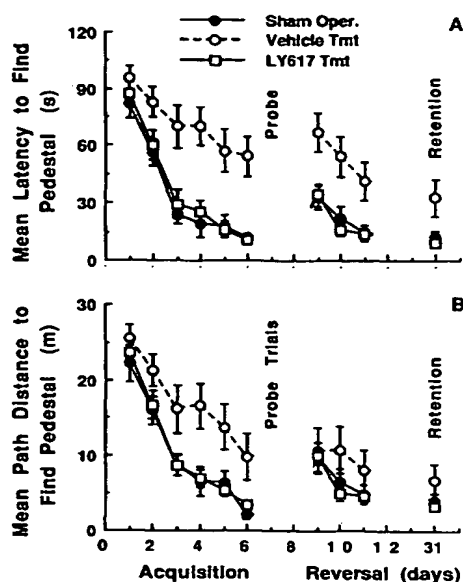 Sham Oper.
Vehicle Tmt
LY617 Tmt
A
Mean Latency to Find
Pedestal (s)
120
90
60
30
0
Probe
Retention
B
Mean Path Distance to
Find Pedestal (m)
30
20
10
0
Probe Trials
Retention
0 2 4 6 8 10 12 31
Acquisition Reversal (days)